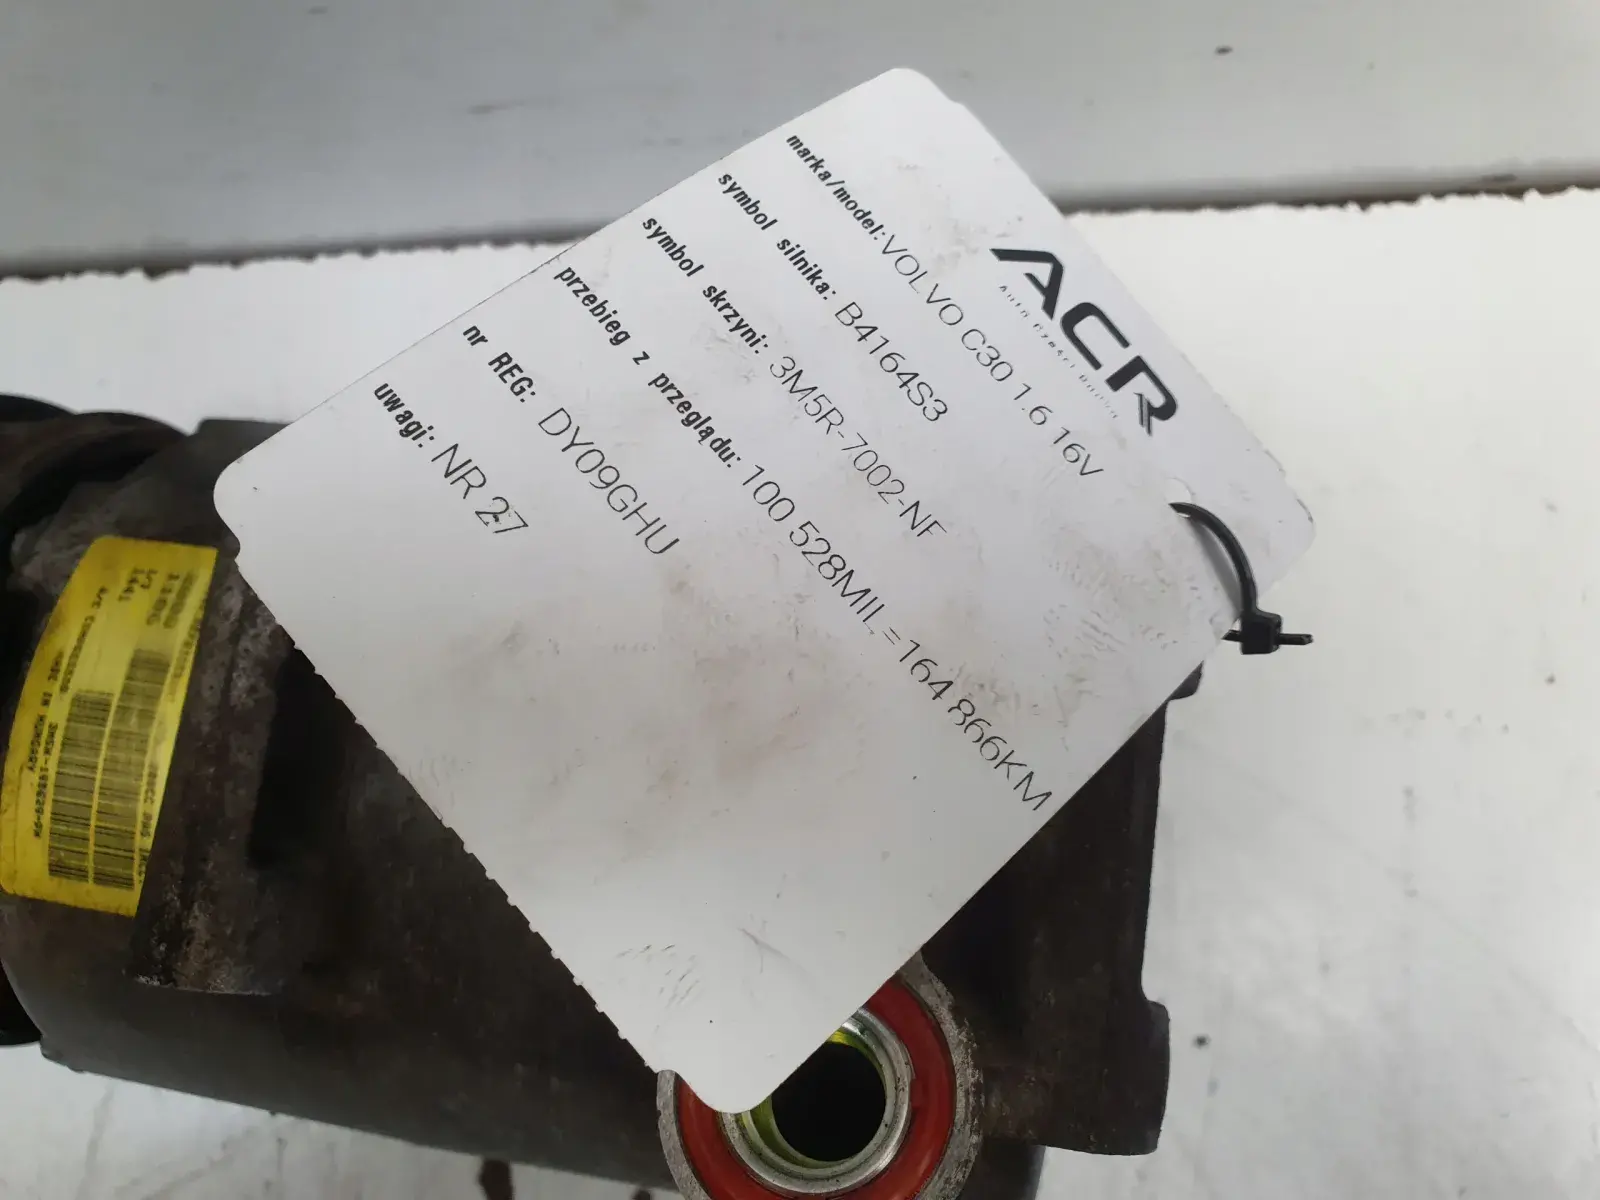 ACR
marka/model: VOLVO C30 1.6 16V
symbol silnika: B4164S3
symbol skrzyni: 3M5R-7002-NF
przebieg z przeglądu: 100 528MIL =164 866KM
nr REG: DY09GHU
uwagi: NR 27
A/C COMPRESSOR